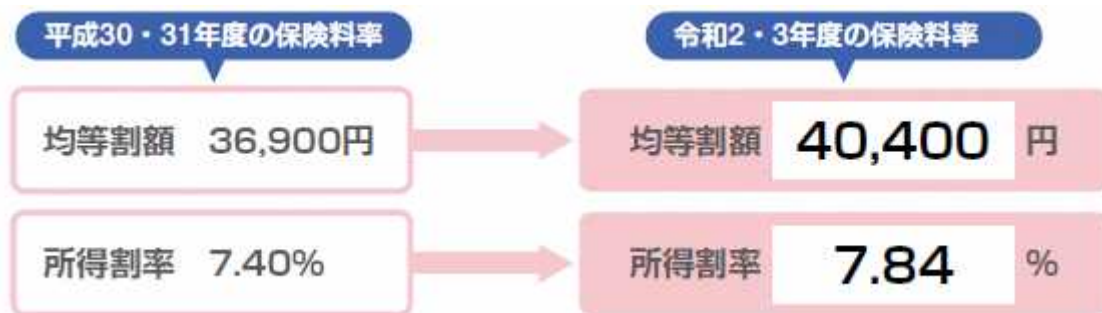 平成30・31年度の保険料率
令和2・3年度の保険料率
均等割額 36,900円
均等割額 40,400 円
所得割率 7.40%
所得割率 7.84 %